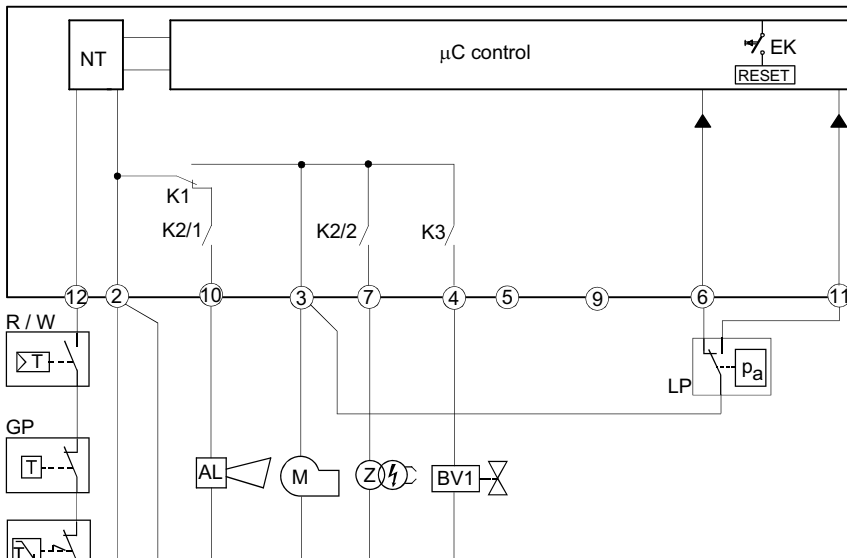 NT
μC control
EK
RESET
K1
K2/1
K2/2
K3
12
2
10
3
7
4
5
9
6
11
R / W
T
LP
pa
GP
T
AL
M
Z
BV1
T